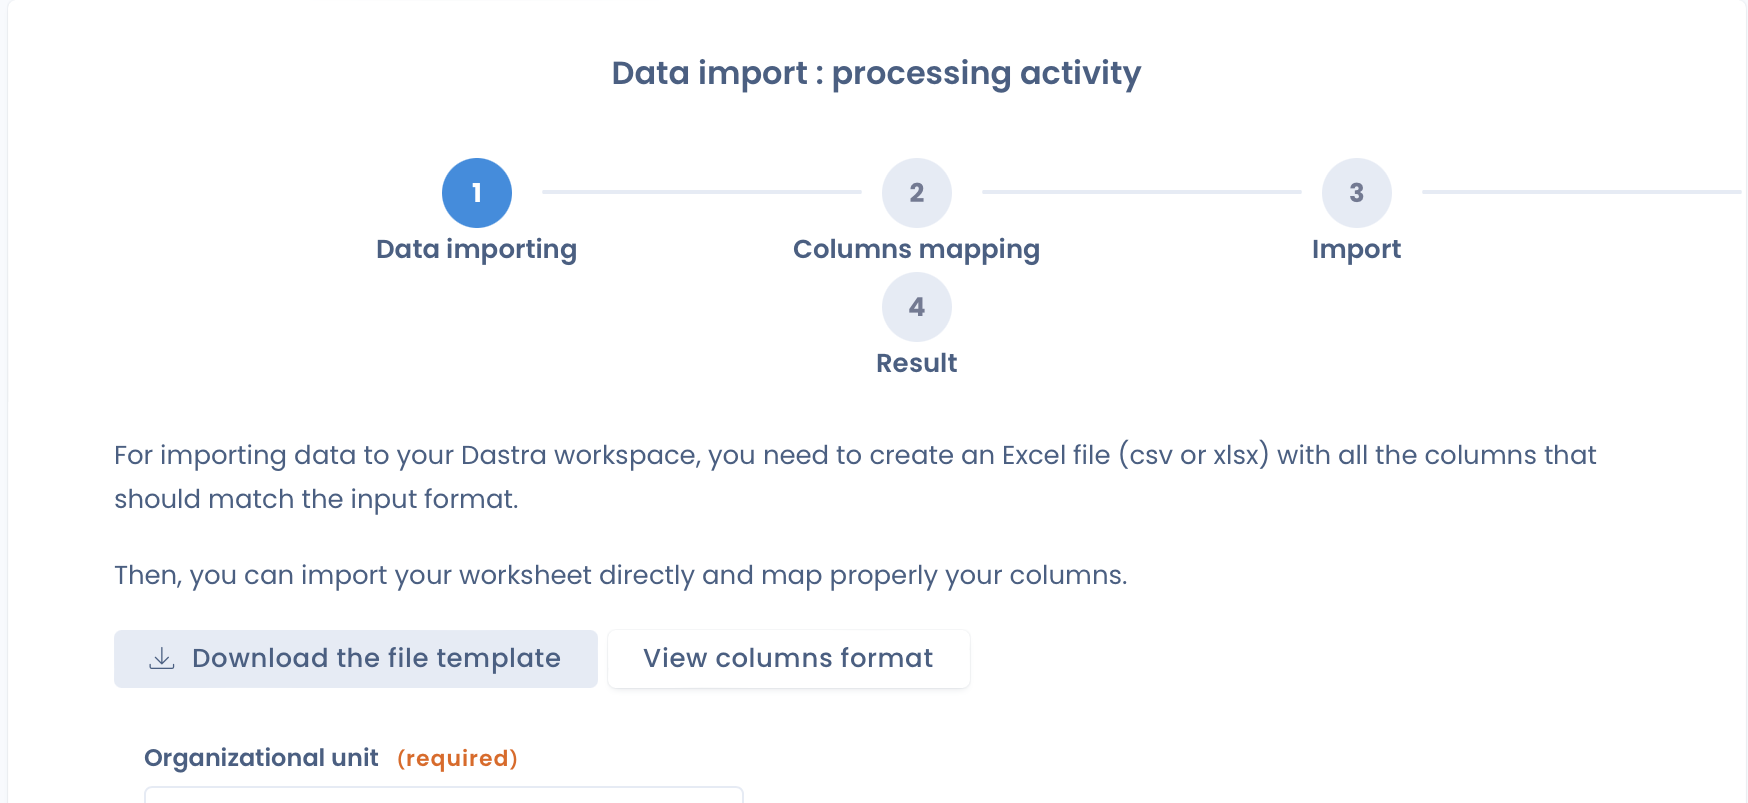 Data import : processing activity
1
2
3
Data importing
Columns mapping
Import
4
Result
For importing data to your Dastra workspace, you need to create an Excel file (csv or xlsx) with all the columns that
should match the input format.
Then, you can import your worksheet directly and map properly your columns.
Download the file template
View columns format
Organizational unit (required)